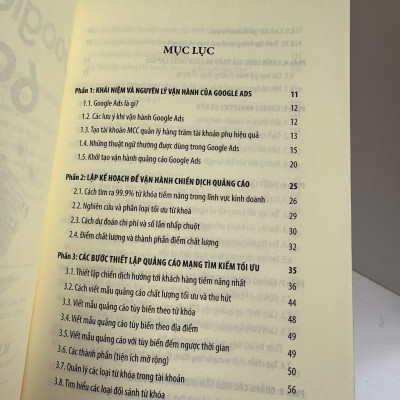 MỤC LỤC
Phần 1: KHÁI NIỆM VÀ NGUYÊN LÝ VẬN HÀNH CỦA GOOGLE ADS 11
1.1. Google Ads là gì? 12
1.2. Các lưu ý khi vận hành Google Ads 12
1.3. Tạo tài khoản MCC quản lý hàng trăm tài khoản phụ hiệu quả 13
1.4. Những thuật ngữ thường được dùng trong Google Ads 15
1.5. Khởi tạo vận hành quảng cáo Google Ads 20
Phần 2: LẬP KẾ HOẠCH ĐỂ VẬN HÀNH CHIẾN DỊCH QUẢNG CÁO 25
2.1. Cách tìm ra 99.9% từ khóa tiềm năng trong lĩnh vực kinh doanh 26
2.2. Nghiên cứu và phân loại tối ưu từ khoá 29
2.3. Cách dự đoán chi phí và số lần nhấp chuột 30
2.4. Điểm chất lượng và thành phần điểm chất lượng 32
Phần 3: CÁC BƯỚC THIẾT LẬP QUẢNG CÁO MẠNG TÌM KIẾM TỐI ƯU 35
3.1. Thiết lập chiến dịch hướng tới khách hàng tiềm năng nhất 36
3.2. Cách viết mẫu quảng cáo chất lượng tối ưu và thu hút 44
3.3. Viết mẫu quảng cáo tùy biến theo từ khóa 48
3.4. Viết mẫu quảng cáo tùy biến theo địa điểm 49
3.5. Viết mẫu quảng cáo với tùy biến đếm ngược thời gian 49
3.6. Các thành phần (tiện ích mở rộng) 50
3.7. Quản lý các loại từ khóa trong tài khoản 56
3.8. Tìm hiểu các loại đối sánh từ khóa